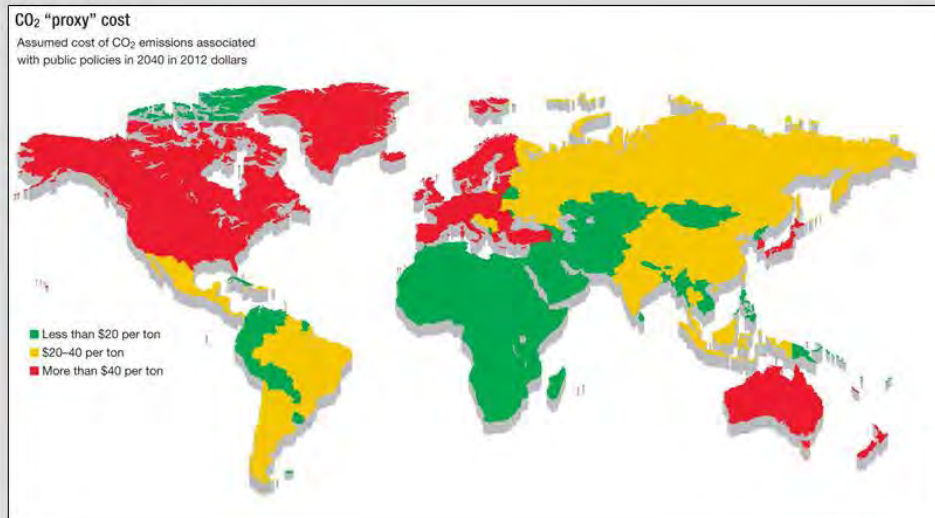 CO₂ “proxy” cost
Assumed cost of CO₂ emissions associated
with public policies in 2040 in 2012 dollars
Less than $20 per ton
$20–40 per ton
More than $40 per ton